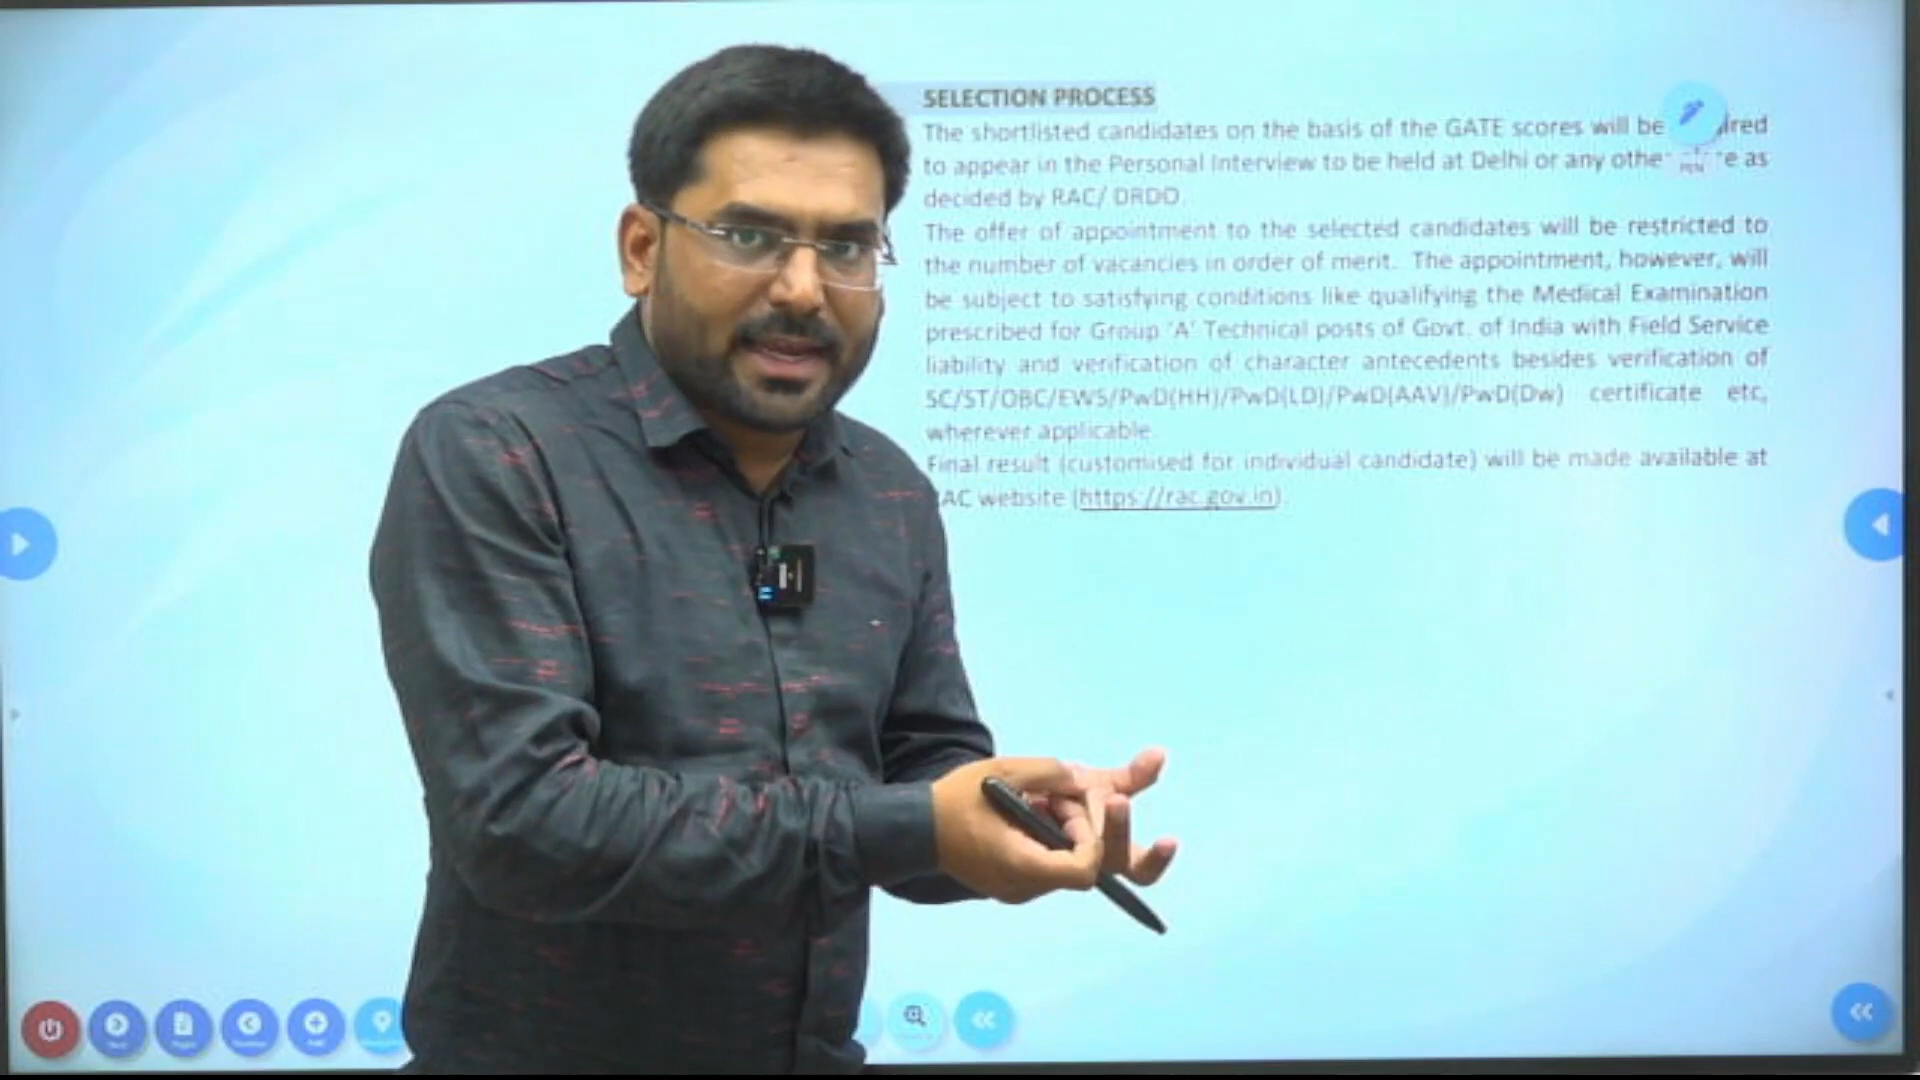 SELECTION PROCESS
The shortlisted candidates on the basis of the GATE scores will be
to appear in the Personal Interview to be held at Delhi or any as
decided by RAC/ DRDO.
The offer of appointment to the selected candidates will be restricted to
the number of vacancies in order of merit. The appointment, however, will
be subject to satisfying conditions like qualifying the Medical Examination
prescribed for Group 'A' Technical posts of Govt. of India with Field Service
liability and verification of character antecedents besides verification of
SC/ST/OBC/EWS/PwD(HH)/PwD(LD)/PwD(AAV)/PwD(Dw) certificate etc,
wherever applicable.
Final result (customised for individual candidate) will be made available at
website (https://rac.gov.in).
PEN